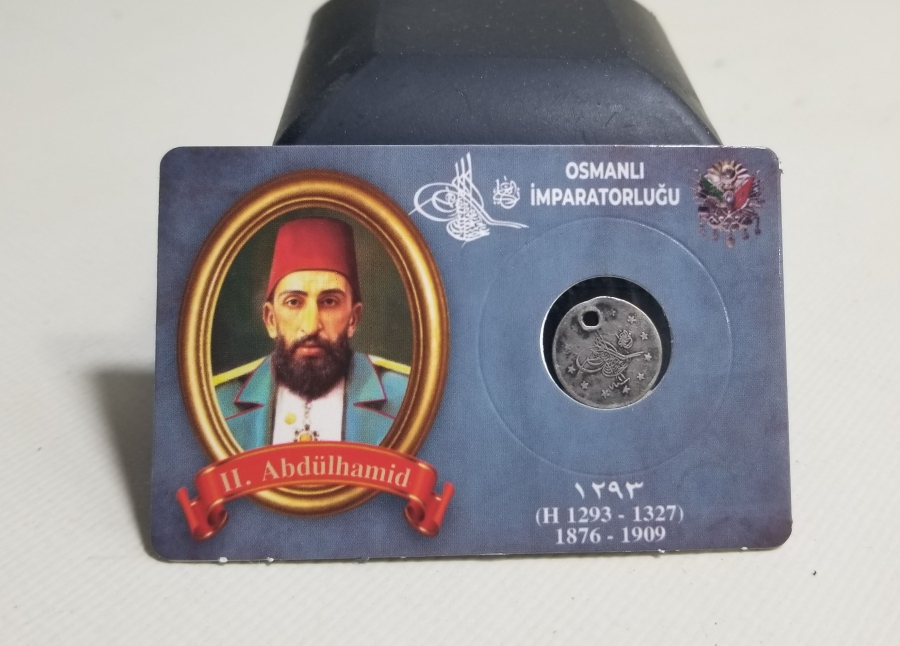 OSMANLI
İMPARATORLUĞU
II. Abdülhamid
١٢٩٣
(H 1293 - 1327)
1876 - 1909